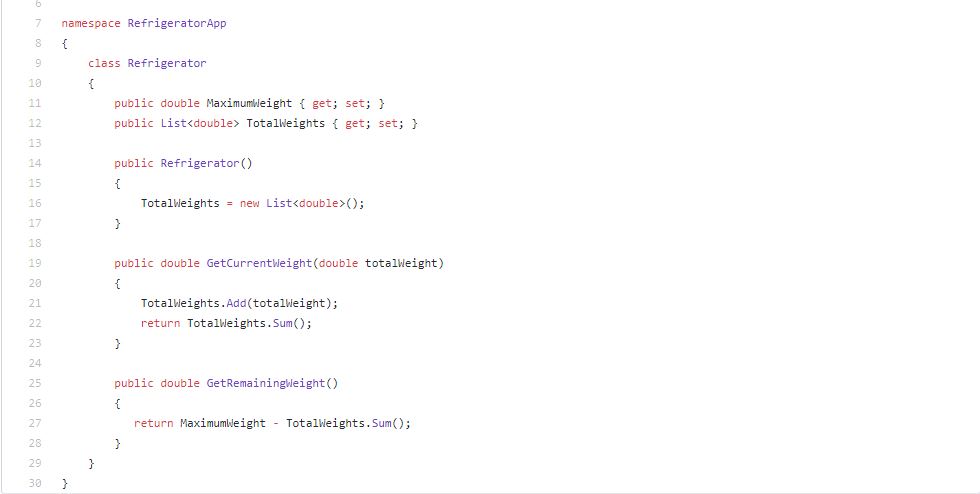 6
7 namespace RefrigeratorApp
8 {
9 class Refrigerator
10 {
11 public double MaximumWeight { get; set; }
12 public List<double> TotalWeights { get; set; }
13
14 public Refrigerator()
15 {
16 TotalWeights = new List<double>();
17 }
18
19 public double GetCurrentWeight(double totalWeight)
20 {
21 TotalWeights.Add(totalWeight);
22 return TotalWeights.Sum();
23 }
24
25 public double GetRemainingWeight()
26 {
27 return MaximumWeight - TotalWeights.Sum();
28 }
29 }
30 }